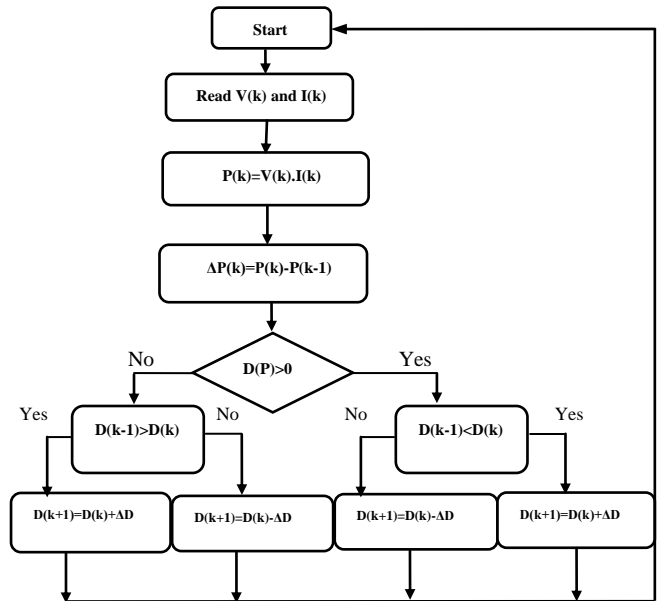 Start
Read V(k) and I(k)
P(k)=V(k).I(k)
ΔP(k)=P(k)-P(k-1)
No
D(P)>0
Yes
Yes
D(k-1)>D(k)
No
No
D(k-1)<D(k)
Yes
D(k+1)=D(k)+ΔD
D(k+1)=D(k)-ΔD
D(k+1)=D(k)-ΔD
D(k+1)=D(k)+ΔD